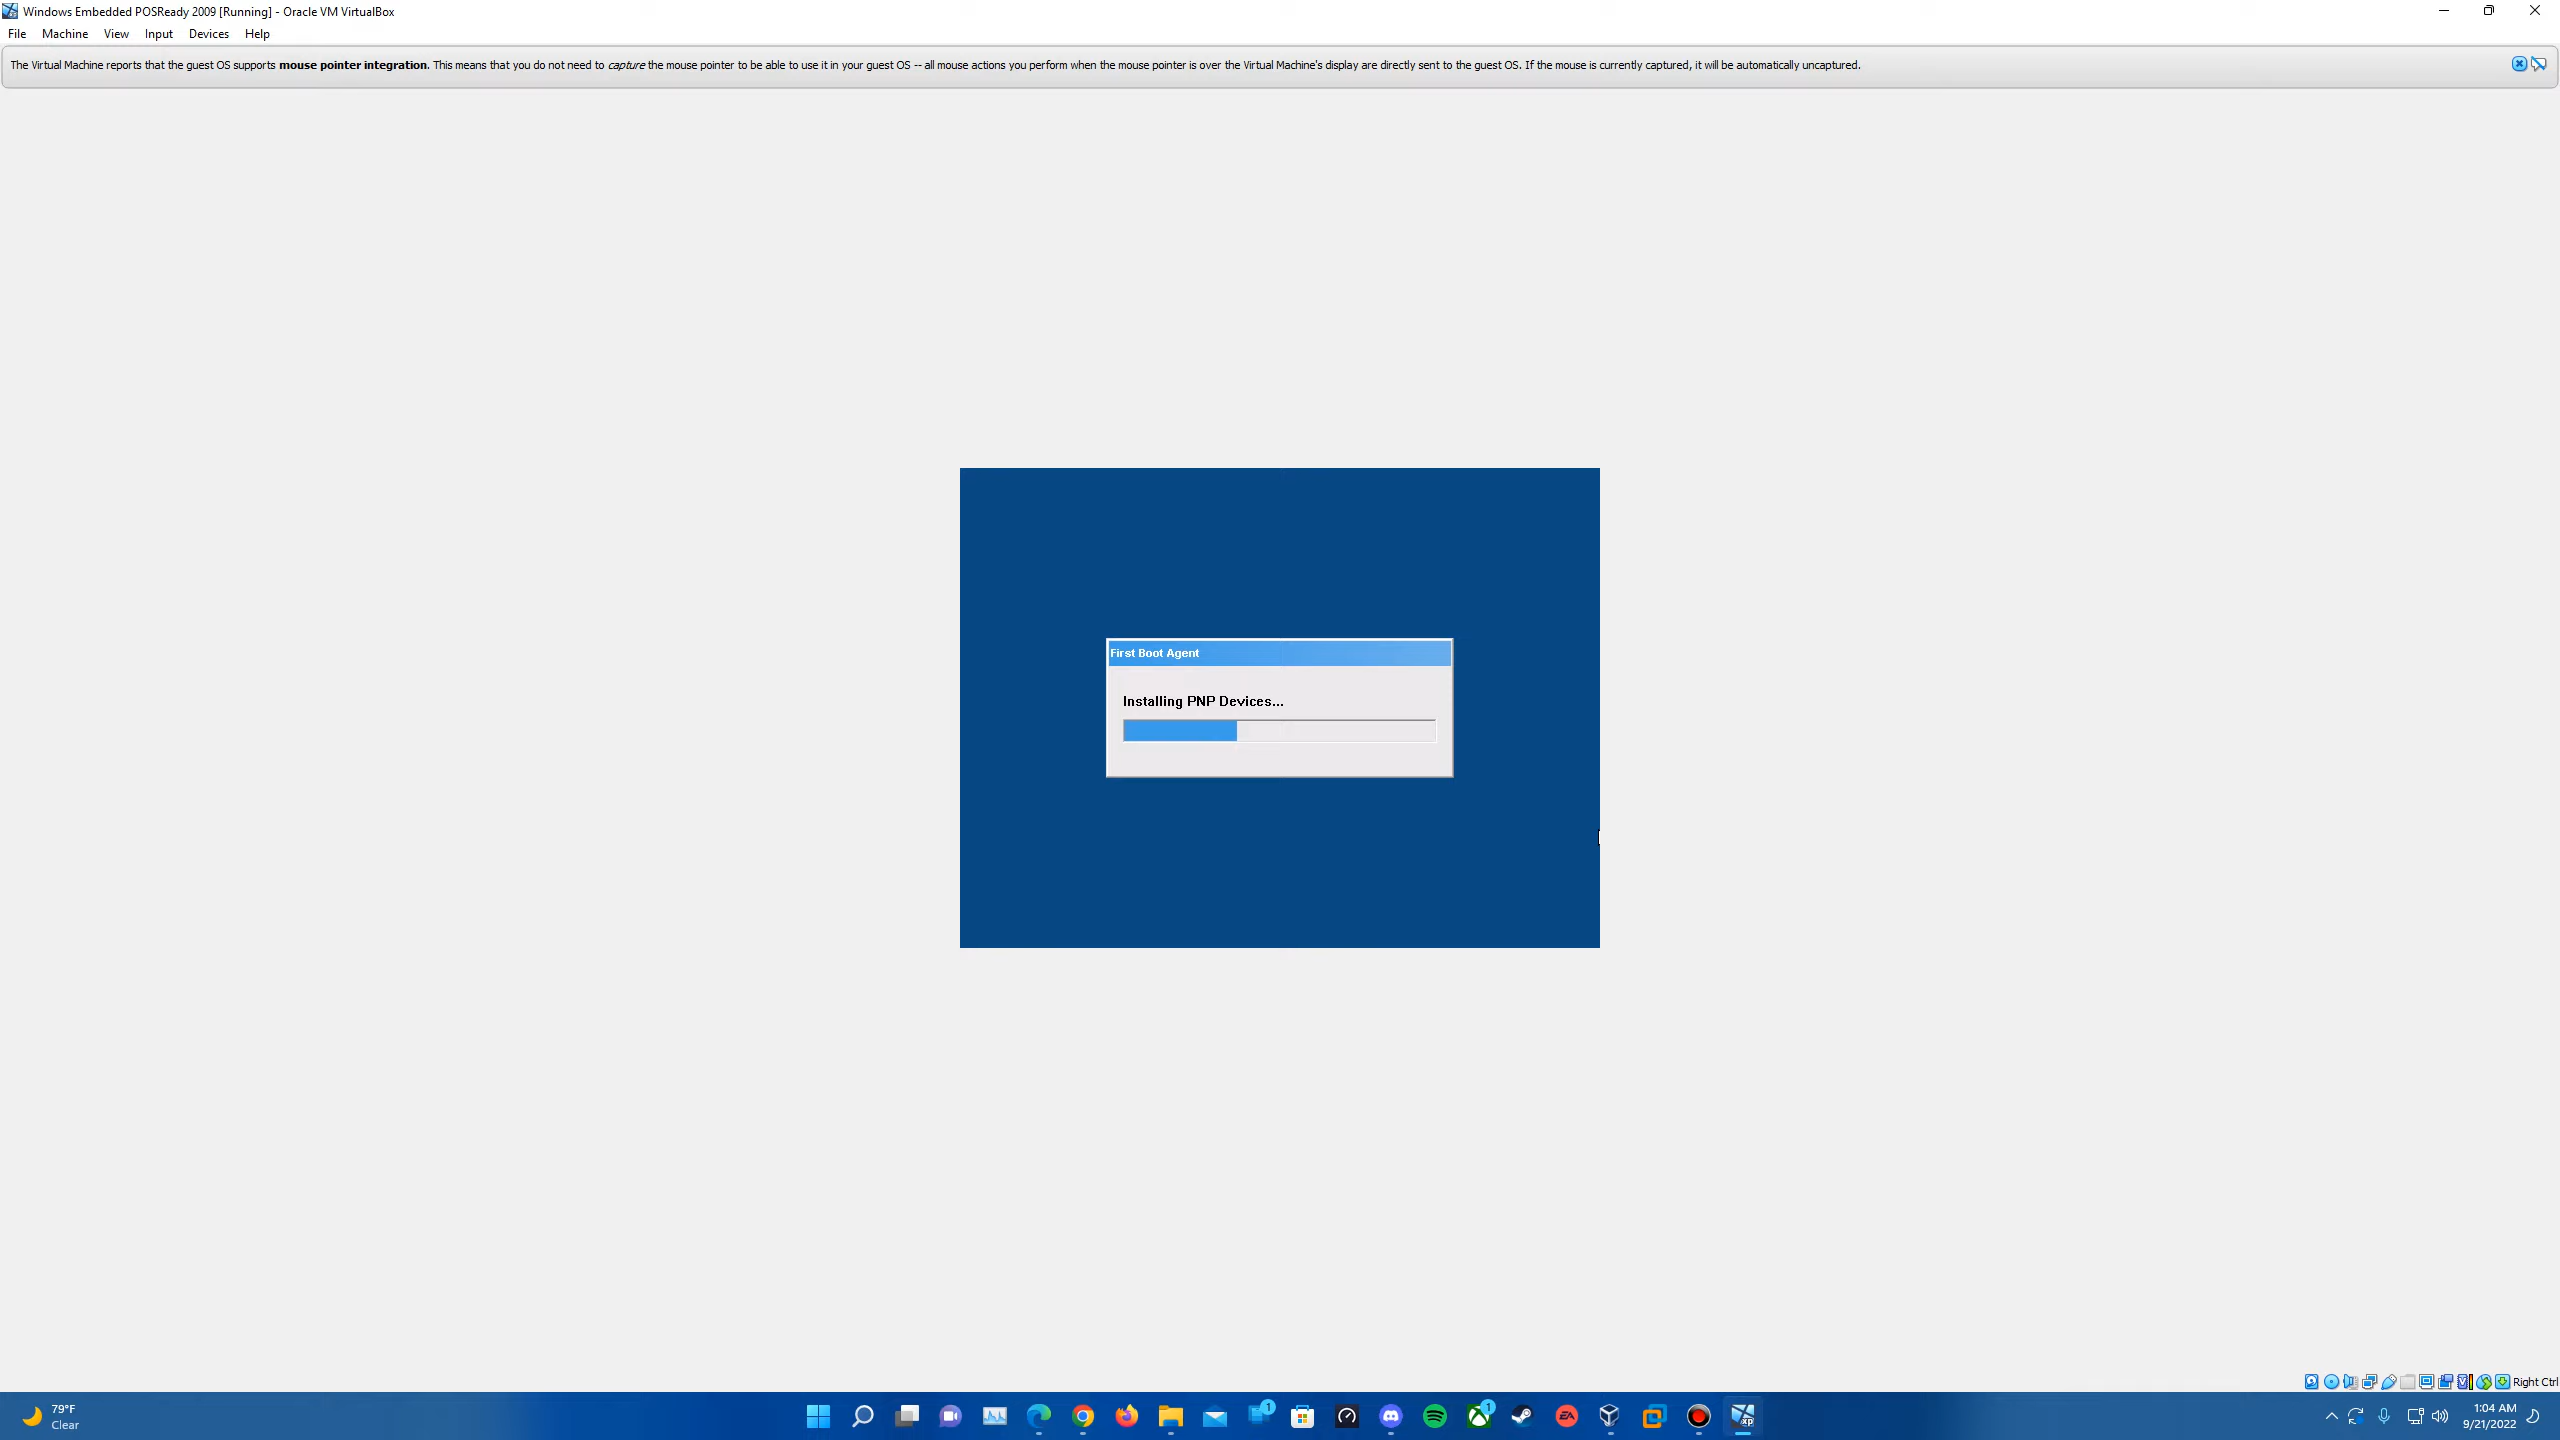 Windows Embedded POSReady 2009 [Running] - Oracle VM VirtualBox
File Machine View Input Devices Help
The Virtual Machine reports that the guest OS supports mouse pointer integration. This means that you do not need to capture the mouse pointer to be able to use it in your guest OS -- all mouse actions you perform when the mouse pointer is over the Virtual Machine's display are directly sent to the guest OS. If the mouse is currently captured, it will be automatically uncaptured.
First Boot Agent
Installing PNP Devices...
Right Ctrl
79°F
Clear
1
1
EA
xp
1:04 AM
9/21/2022